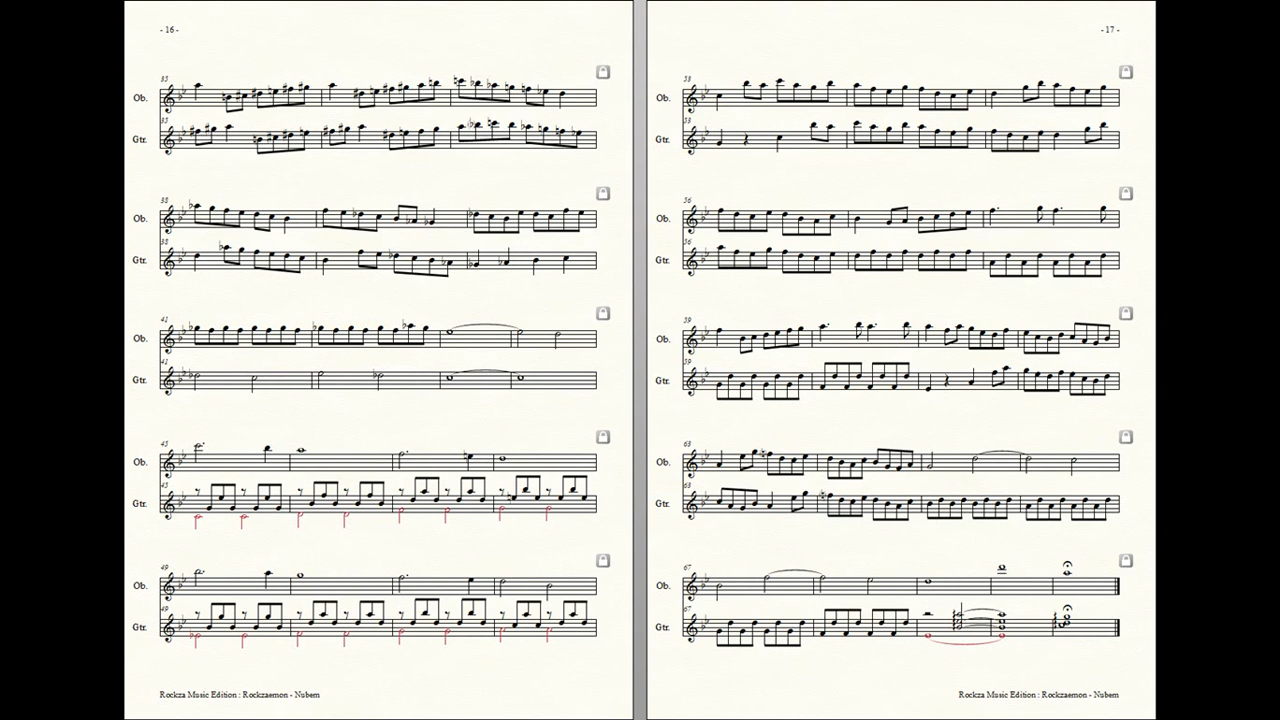 - 16 -
35
Ob.
35
Gtr.
38
Ob.
38
Gtr.
41
Ob.
41
Gtr.
45
Ob.
45
Gtr.
49
Ob.
49
Gtr.
Rockza Music Edition : Rockzaemon - Nubem
- 17 -
Ob.
Gtr.
56
Ob.
56
Gtr.
59
Ob.
59
Gtr.
63
Ob.
63
Gtr.
67
Ob.
67
Gtr.
Rockza Music Edition : Rockzaemon - Nubem